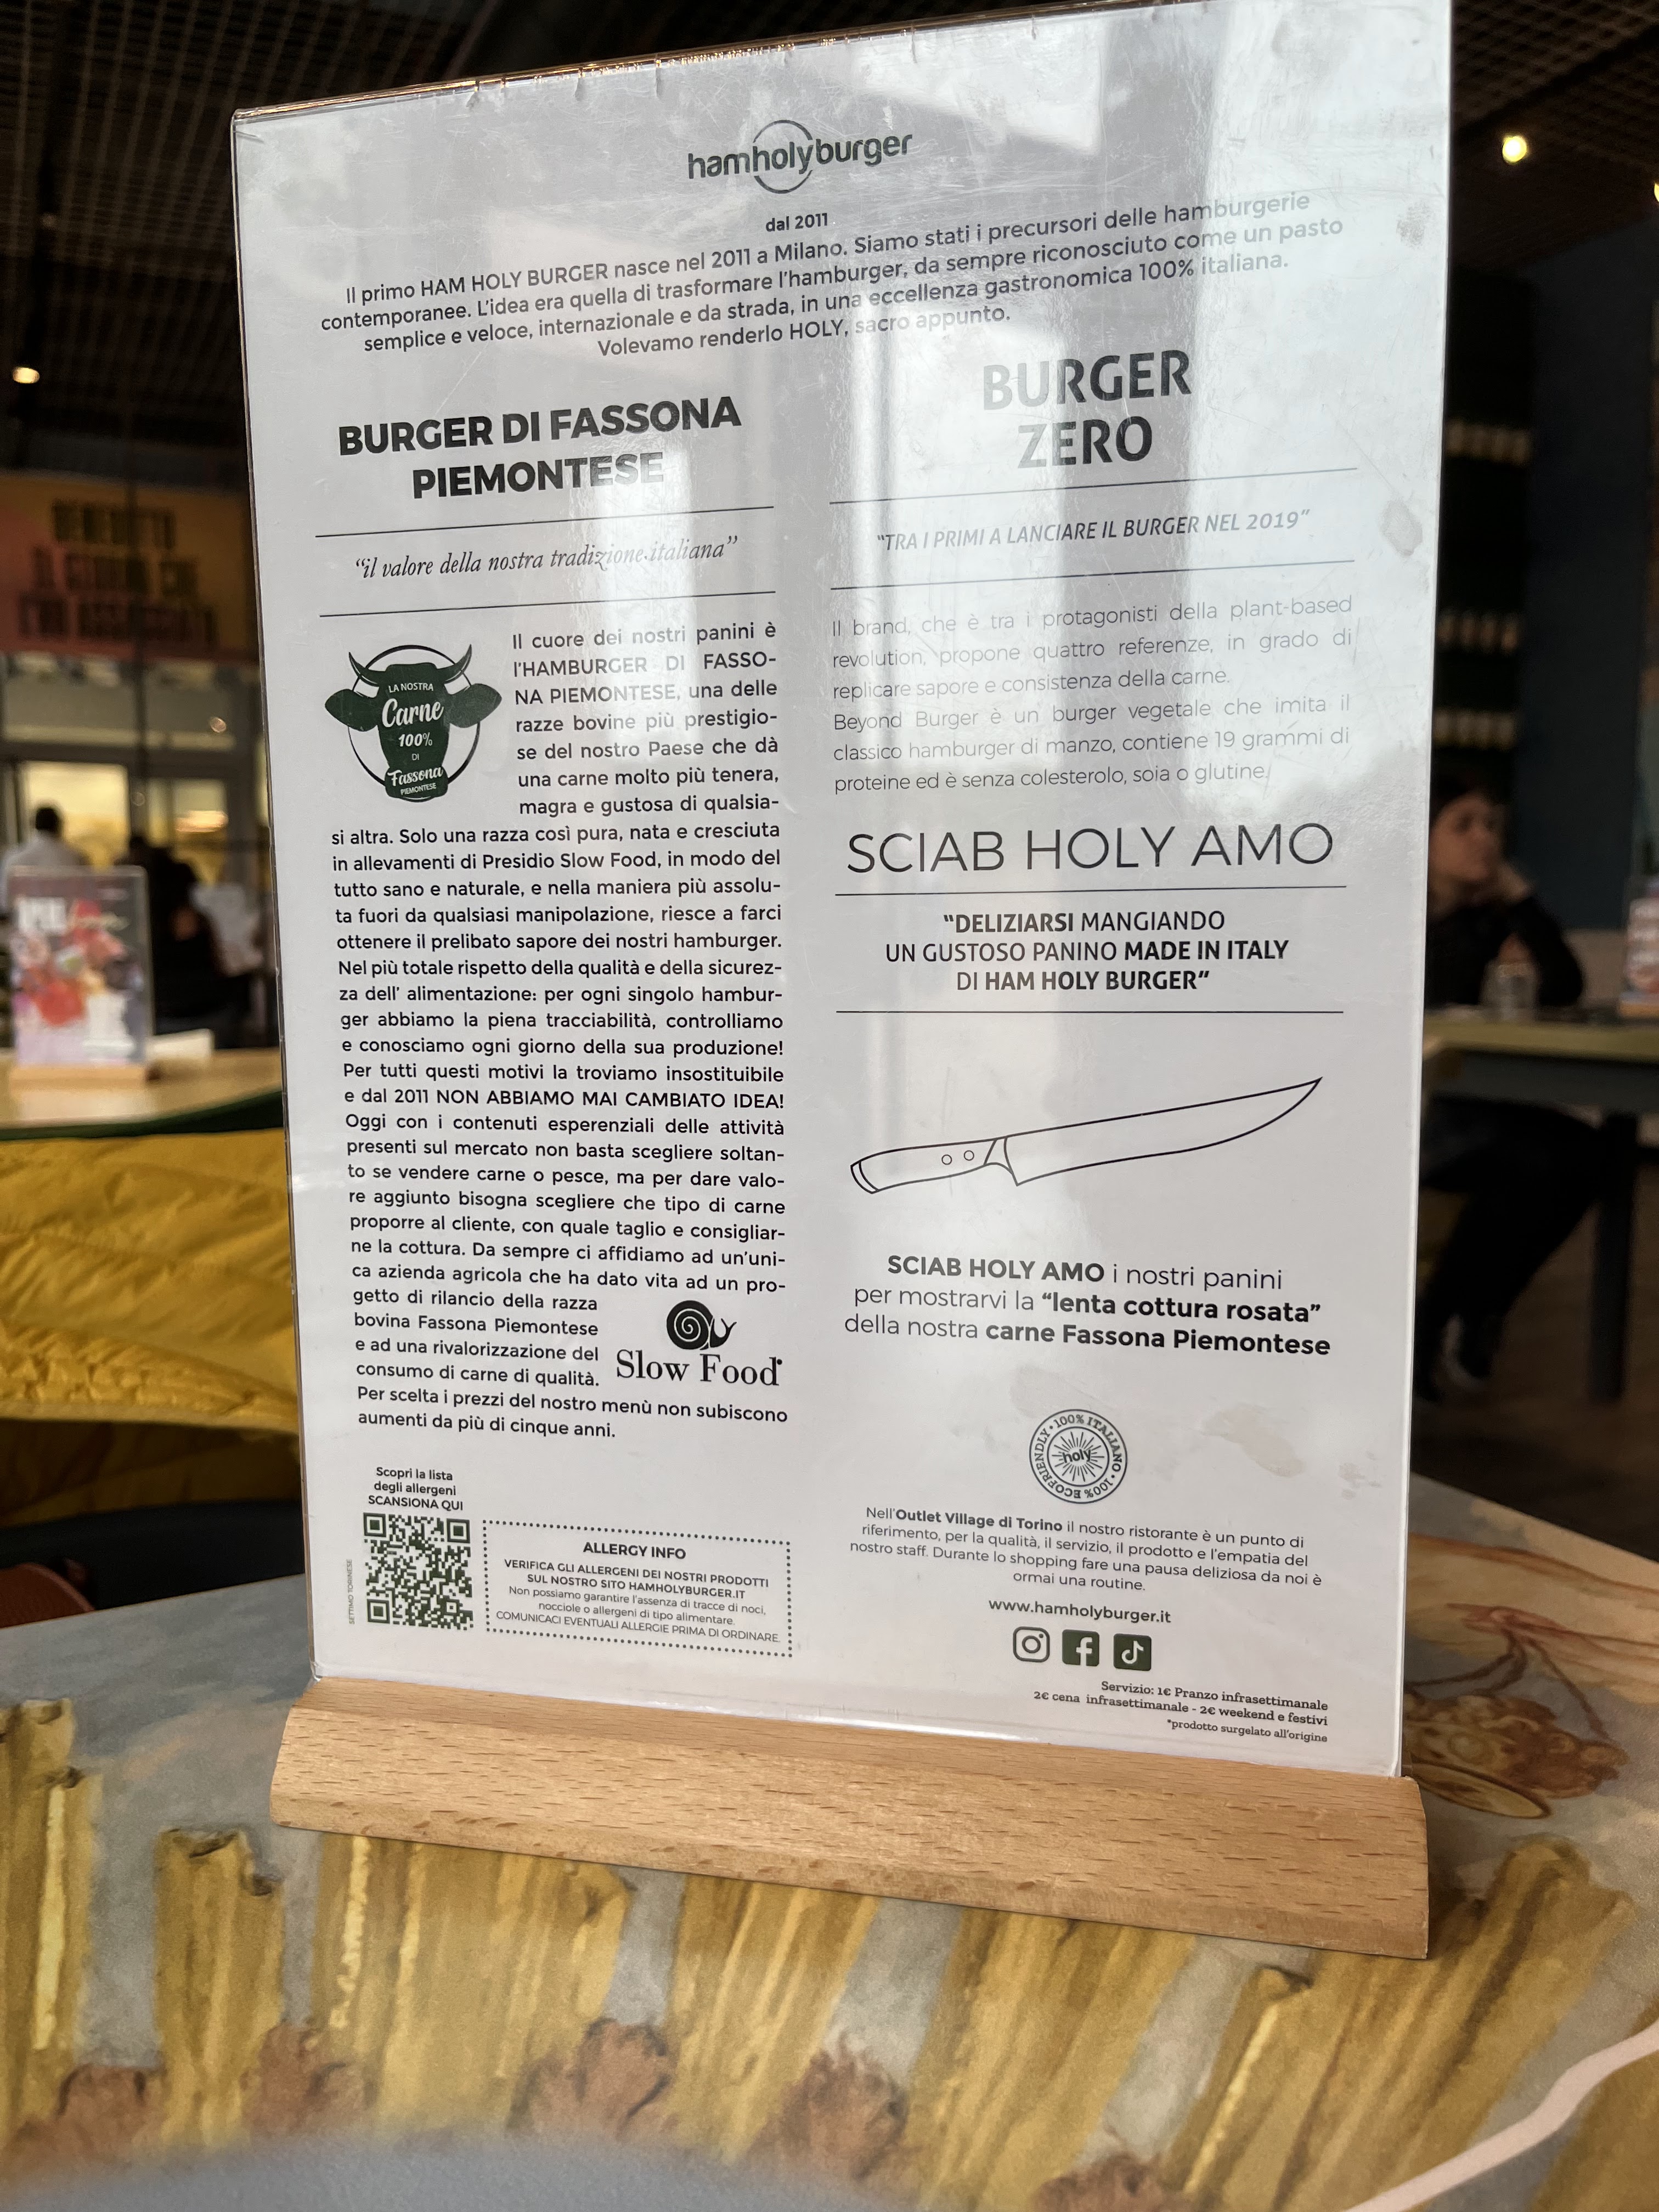 hamholyburger
dal 2011
Il primo HAM HOLY BURGER nasce nel 2011 a Milano. Siamo stati i precursori delle hamburgerie
contemporanee. L'idea era quella di trasformare l'hamburger, da sempre riconosciuto come un pasto
semplice e veloce, internazionale e da strada, in una eccellenza gastronomica 100% italiana.
Volevamo renderlo HOLY, sacro appunto.
BURGER DI FASSONA
PIEMONTESE
“il valore della nostra tradizione italiana”
LA NOSTRA
Carne
100%
DI
Fassona
PIEMONTESE
Il cuore dei nostri panini è
l'HAMBURGER DI FASSO-
NA PIEMONTESE, una delle
razze bovine più prestigio-
se del nostro Paese che dà
una carne molto più tenera,
magra e gustosa di qualsia-
si altra. Solo una razza così pura, nata e cresciuta
in allevamenti di Presidio Slow Food, in modo del
tutto sano e naturale, e nella maniera più assolu-
ta fuori da qualsiasi manipolazione, riesce a farci
ottenere il prelibato sapore dei nostri hamburger.
Nel più totale rispetto della qualità e della sicurez-
za dell' alimentazione: per ogni singolo hambur-
ger abbiamo la piena tracciabilità, controlliamo
e conosciamo ogni giorno della sua produzione!
Per tutti questi motivi la troviamo insostituibile
e dal 2011 NON ABBIAMO MAI CAMBIATO IDEA!
Oggi con i contenuti esperenziali delle attività
presenti sul mercato non basta scegliere soltan-
to se vendere carne o pesce, ma per dare valo-
re aggiunto bisogna scegliere che tipo di carne
proporre al cliente, con quale taglio e consigliar-
ne la cottura. Da sempre ci affidiamo ad un'uni-
ca azienda agricola che ha dato vita ad un pro-
getto di rilancio della razza
bovina Fassona Piemontese
e ad una rivalorizzazione del
consumo di carne di qualità.
Slow Food
Per scelta i prezzi del nostro menù non subiscono
aumenti da più di cinque anni.
Scopri la lista
degli allergeni
SCANSIONA QUI
SETTIMO TORINESE
ALLERGY INFO
VERIFICA GLI ALLERGENI DEI NOSTRI PRODOTTI
SUL NOSTRO SITO HAMHOLYBURGER.IT
Non possiamo garantire l'assenza di tracce di noci,
nocciole o allergeni di tipo alimentare.
COMUNICACI EVENTUALI ALLERGIE PRIMA DI ORDINARE.
BURGER
ZERO
“TRA I PRIMI A LANCIARE IL BURGER NEL 2019”
Il brand, che è tra i protagonisti della plant-based
revolution, propone quattro referenze, in grado di
replicare sapore e consistenza della carne.
Beyond Burger è un burger vegetale che imita il
classico hamburger di manzo, contiene 19 grammi di
proteine ed è senza colesterolo, soia o glutine.
SCIAB HOLY AMO
“DELIZIARSI MANGIANDO
UN GUSTOSO PANINO MADE IN ITALY
DI HAM HOLY BURGER”
SCIAB HOLY AMO i nostri panini
per mostrarvi la “lenta cottura rosata”
della nostra carne Fassona Piemontese
100% ITALIANO • 100% ECOFRIENDLY •
holy
Nell'Outlet Village di Torino il nostro ristorante è un punto di
riferimento, per la qualità, il servizio, il prodotto e l'empatia del
nostro staff. Durante lo shopping fare una pausa deliziosa da noi è
ormai una routine.
www.hamholyburger.it
Servizio: 1€ Pranzo infrasettimanale
2€ cena infrasettimanale - 2€ weekend e festivi
*prodotto surgelato all'origine